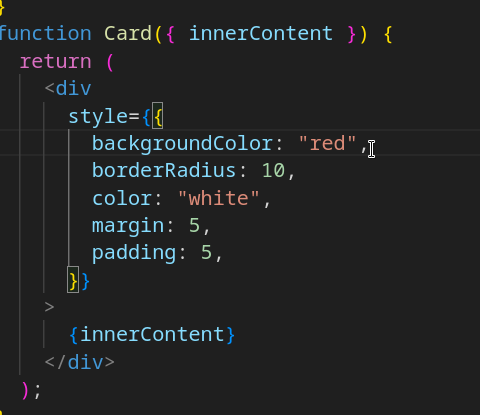 }
function Card({ innerContent }) {
  return (
    <div
      style={{
        backgroundColor: "red",
        borderRadius: 10,
        color: "white",
        margin: 5,
        padding: 5,
      }}
    >
      {innerContent}
    </div>
  );